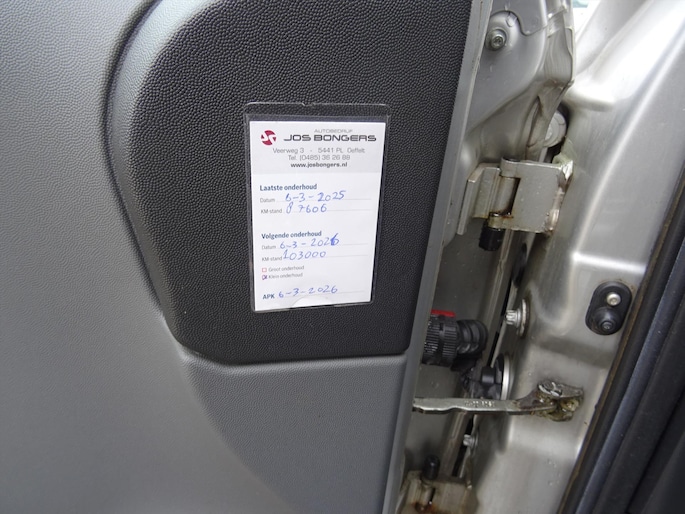 AUTOBEDRIJF
JOS BONGERS
Veerweg 3 - 5441 PL Oeffelt
Tel. (0485) 36 26 88
www.josbongers.nl
Laatste onderhoud
Datum 6-3-2025
KM stand 87606
Volgende onderhoud
Datum 6-3-2026
KM-stand 103000
Groot onderhoud
Klein onderhoud
APK 6-3-2026